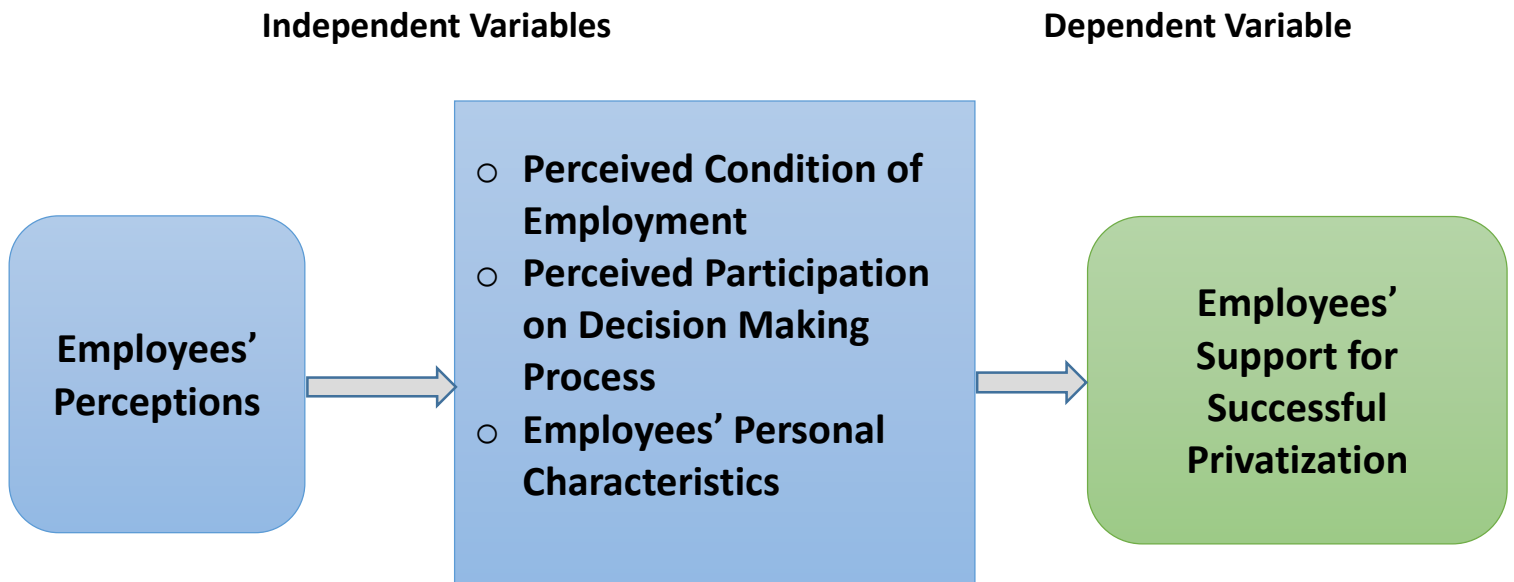 Independent Variables
Dependent Variable
Employees’
Perceptions
○ Perceived Condition of
Employment
○ Perceived Participation
on Decision Making
Process
○ Employees’ Personal
Characteristics
Employees’
Support for
Successful
Privatization